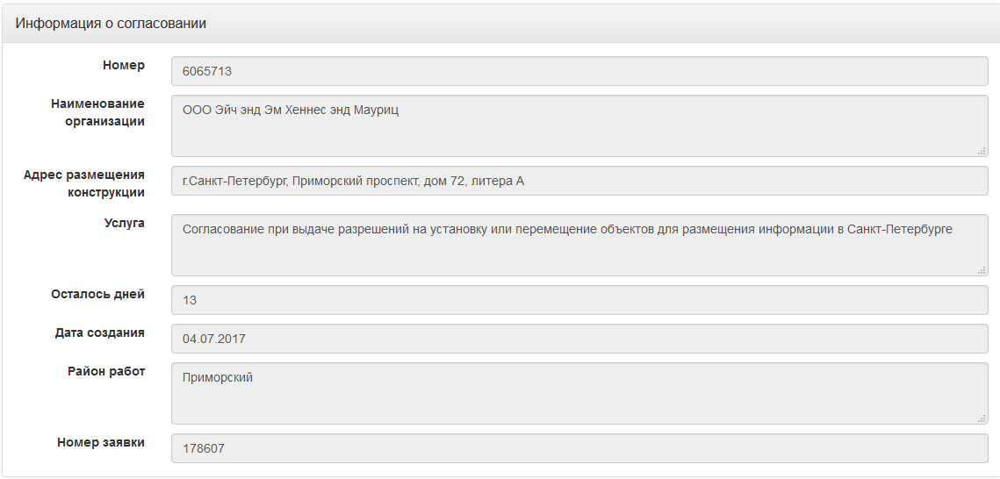 Информация о согласовании
Номер
6065713
Наименование
организации
ООО Эйч энд Эм Хеннес энд Мауриц
Адрес размещения
конструкции
г.Санкт-Петербург, Приморский проспект, дом 72, литера А
Услуга
Согласование при выдаче разрешений на установку или перемещение объектов для размещения информации в Санкт-Петербурге
Осталось дней
13
Дата создания
04.07.2017
Район работ
Приморский
Номер заявки
178607